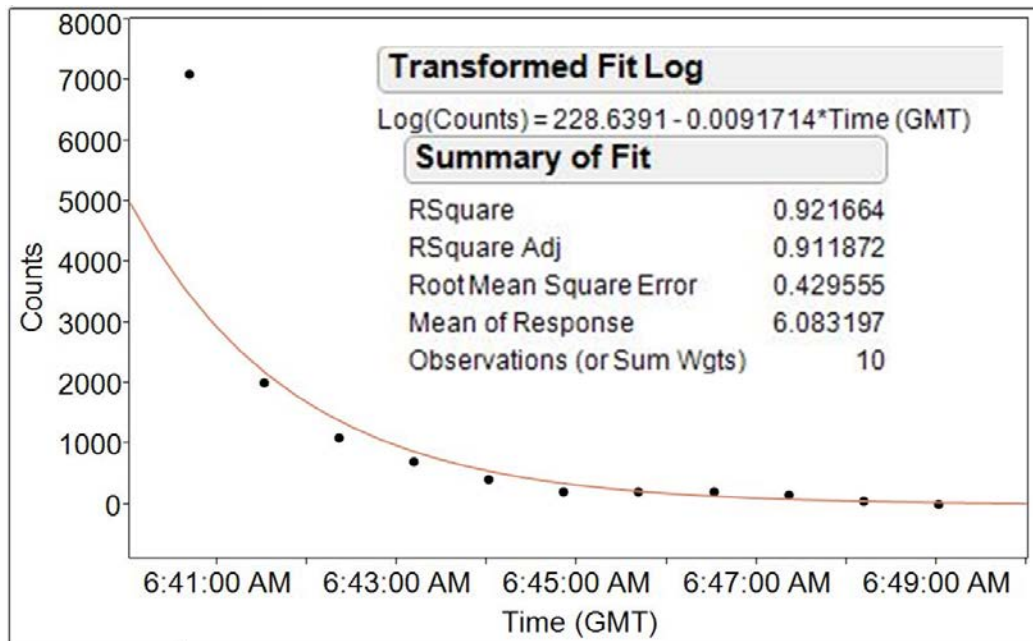 8000
7000
6000
5000
4000
3000
2000
1000
0
Counts
Transformed Fit Log
Log(Counts) = 228.6391 - 0.0091714*Time (GMT)
Summary of Fit
RSquare 0.921664
RSquare Adj 0.911872
Root Mean Square Error 0.429555
Mean of Response 6.083197
Observations (or Sum Wgts) 10
6:41:00 AM 6:43:00 AM 6:45:00 AM 6:47:00 AM 6:49:00 AM
Time (GMT)